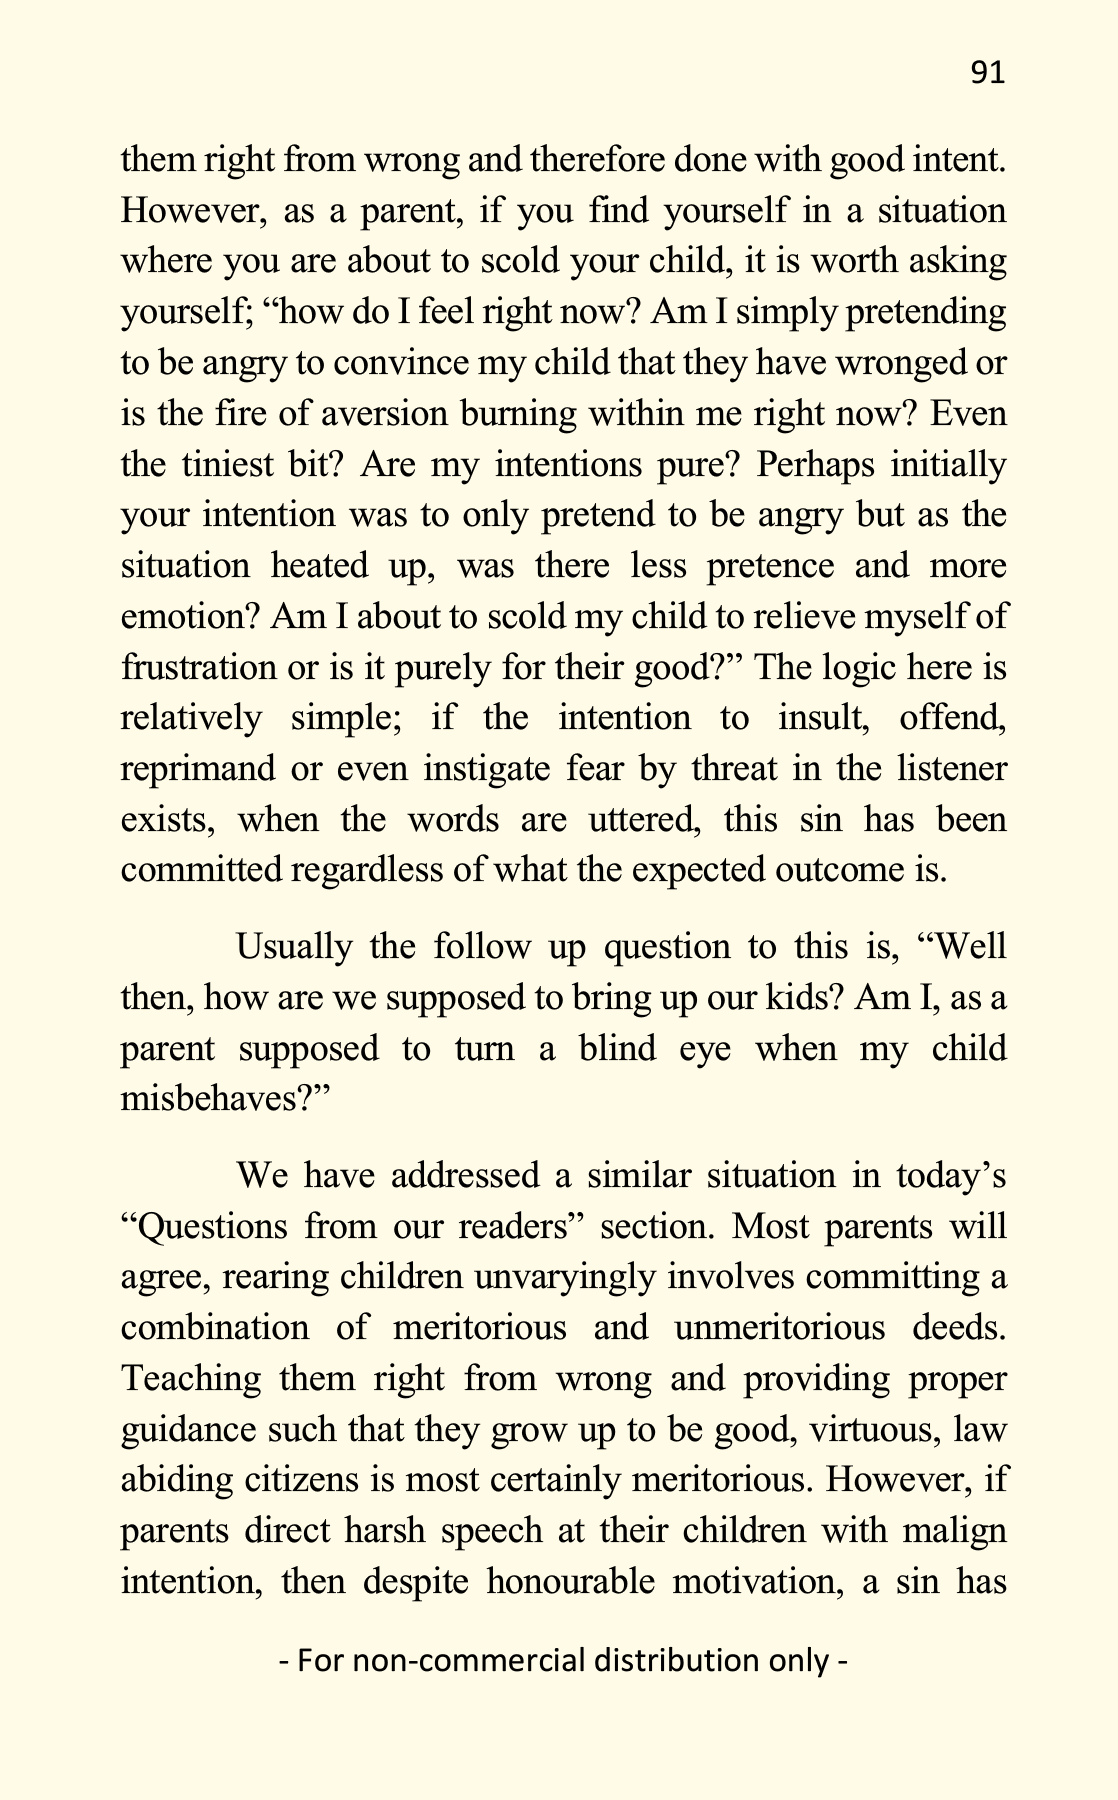 91
them right from wrong and therefore done with good intent.
However, as a parent, if you find yourself in a situation
where you are about to scold your child, it is worth asking
yourself; “how do I feel right now? Am I simply pretending
to be angry to convince my child that they have wronged or
is the fire of aversion burning within me right now? Even
the tiniest bit? Are my intentions pure? Perhaps initially
your intention was to only pretend to be angry but as the
situation heated up, was there less pretence and more
emotion? Am I about to scold my child to relieve myself of
frustration or is it purely for their good?” The logic here is
relatively simple; if the intention to insult, offend,
reprimand or even instigate fear by threat in the listener
exists, when the words are uttered, this sin has been
committed regardless of what the expected outcome is.
Usually the follow up question to this is, “Well
then, how are we supposed to bring up our kids? Am I, as a
parent supposed to turn a blind eye when my child
misbehaves?”
We have addressed a similar situation in today’s
“Questions from our readers” section. Most parents will
agree, rearing children unvaryingly involves committing a
combination of meritorious and unmeritorious deeds.
Teaching them right from wrong and providing proper
guidance such that they grow up to be good, virtuous, law
abiding citizens is most certainly meritorious. However, if
parents direct harsh speech at their children with malign
intention, then despite honourable motivation, a sin has
- For non-commercial distribution only -